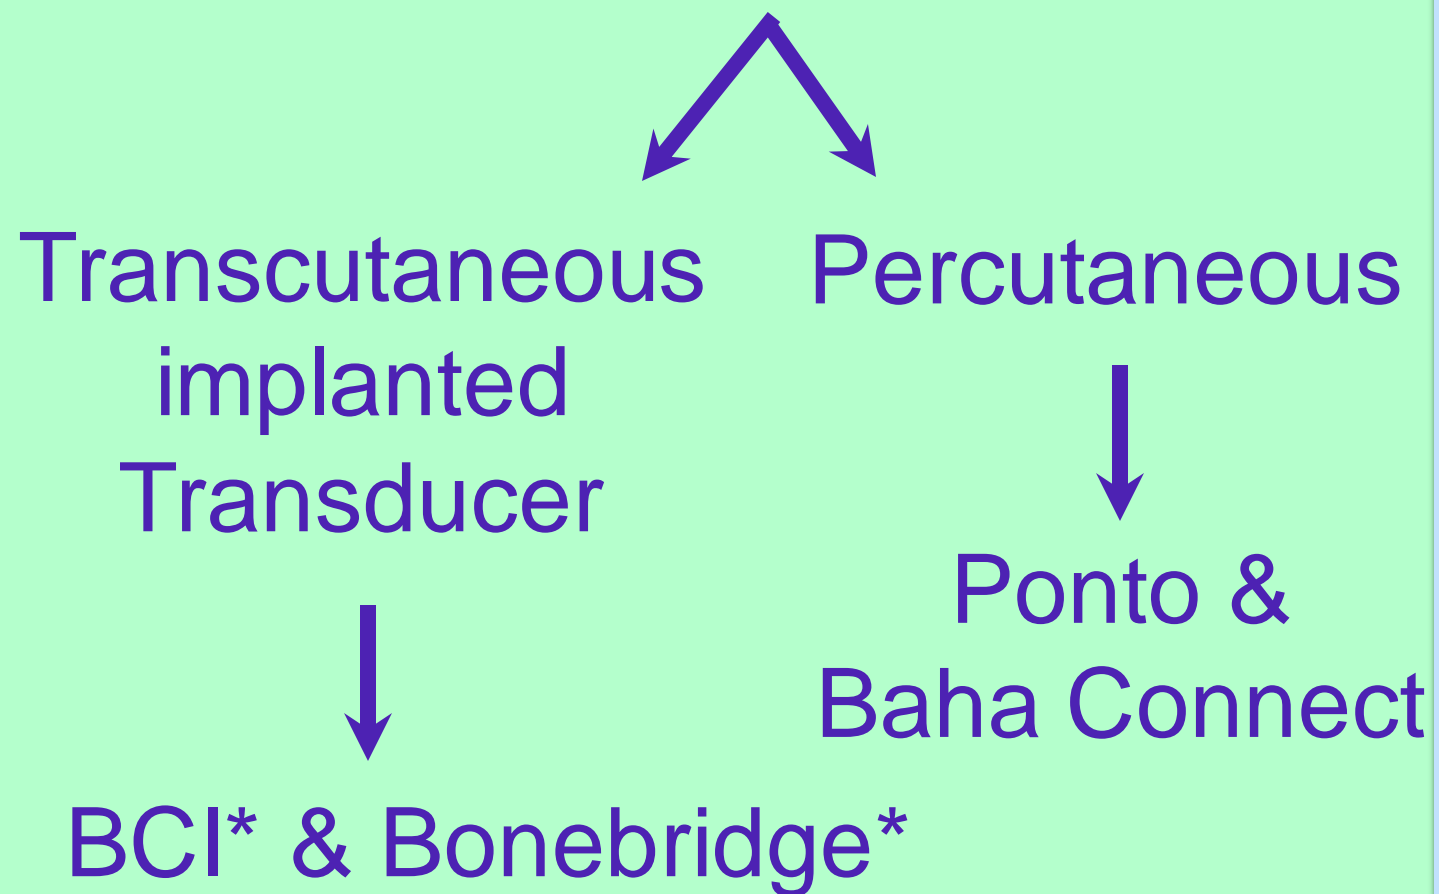 Transcutaneous
implanted
Transducer
BCI* & Bonebridge*
Percutaneous
Ponto &
Baha Connect